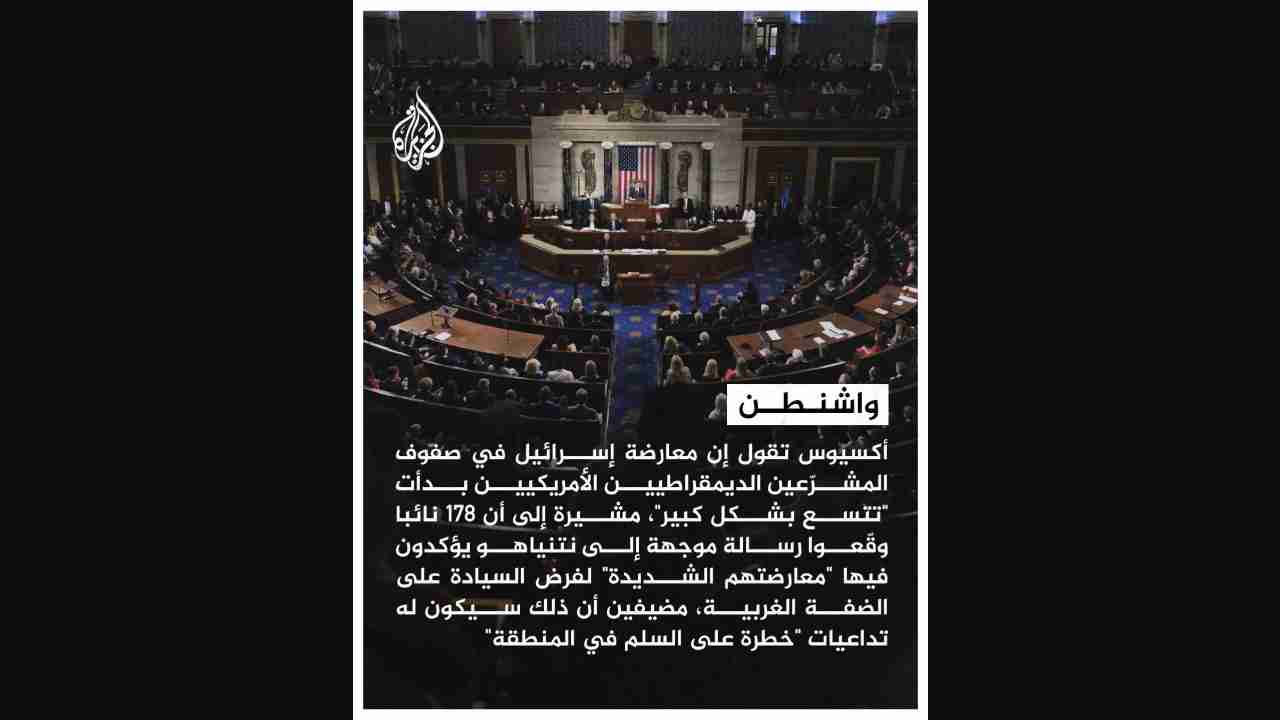 الجزيرة
واشنطن
أكسيوس تقول إن معارضة إسرائيل في صفوف
المشرّعين الديمقراطيين الأمريكيين بدأت
"تتسع بشكل كبير"، مشيرة إلى أن 178 نائبا
وقّعوا رسالة موجهة إلى نتنياهو يؤكدون
فيها "معارضتهم الشديدة" لفرض السيادة على
الضفة الغربية، مضيفين أن ذلك سيكون له
تداعيات "خطرة على السلم في المنطقة"